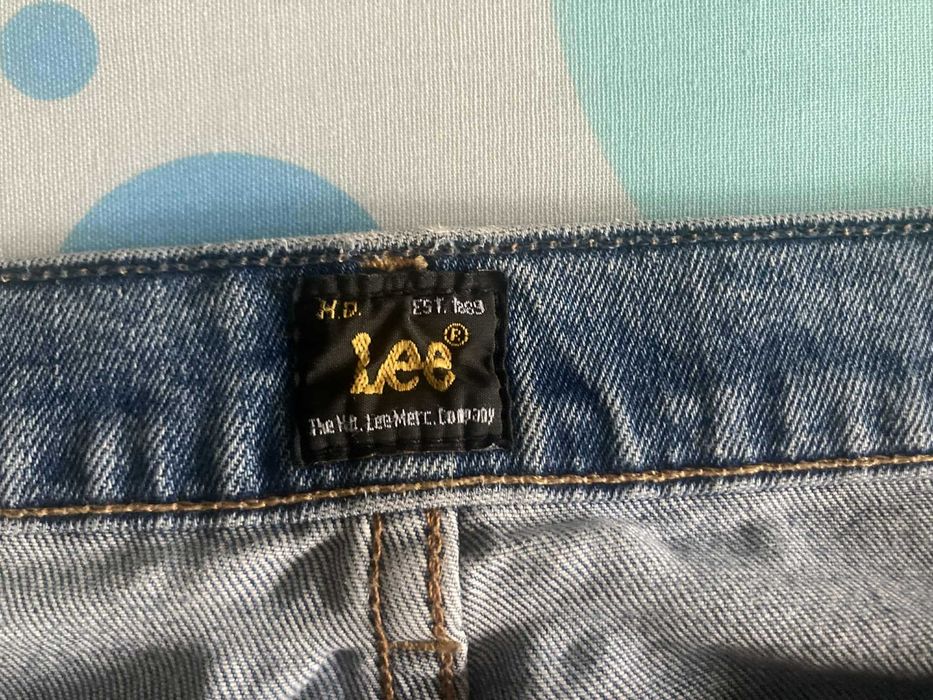 H.D. EST. 1889
Lee®
The H.D. Lee Merc. Company